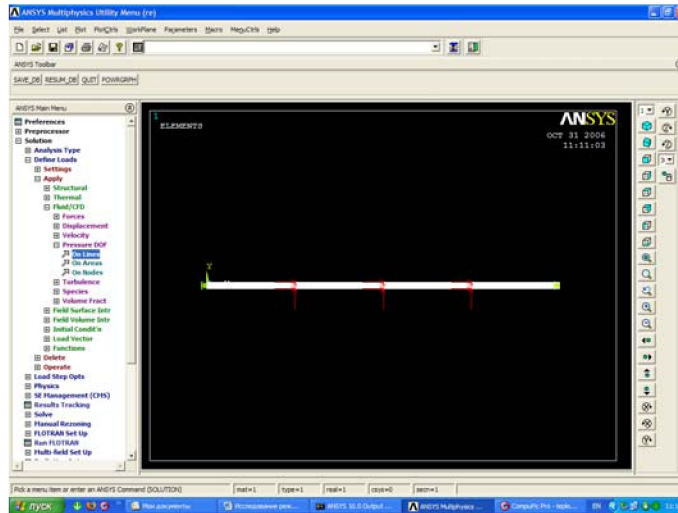 ANSYS Multiphysics Utility Menu (re)
File Select List Plot PlotCtrls WorkPlane Parameters Macro MenuCtrls Help
ANSYS Toolbar
SAVE_DB RESUM_DB QUIT POWRGRPH
ANSYS Main Menu
Preferences
Preprocessor
Solution
Analysis Type
Define Loads
Settings
Apply
Structural
Thermal
Fluid/CFD
Forces
Displacement
Velocity
Pressure DOF
On Lines
On Areas
On Nodes
Turbulence
Species
Volume Fract
Field Surface Intr
Field Volume Intr
Initial Condit'n
Load Vector
Functions
Delete
Operate
Load Step Opts
Physics
SE Management (CMS)
Results Tracking
Solve
Manual Rezoning
FLOTRAN Set Up
Run FLOTRAN
Multi-field Set Up
1
ELEMENTS
ANSYS
OCT 31 2006
11:11:03
Y
Pick a menu item or enter an ANSYS Command (SOLUTION)
mat=1
type=1
real=1
csys=0
secn=1
пуск
Мои документы
Исследование реж...
ANSYS 10.0 Output ...
ANSYS Multiphysics ...
EN